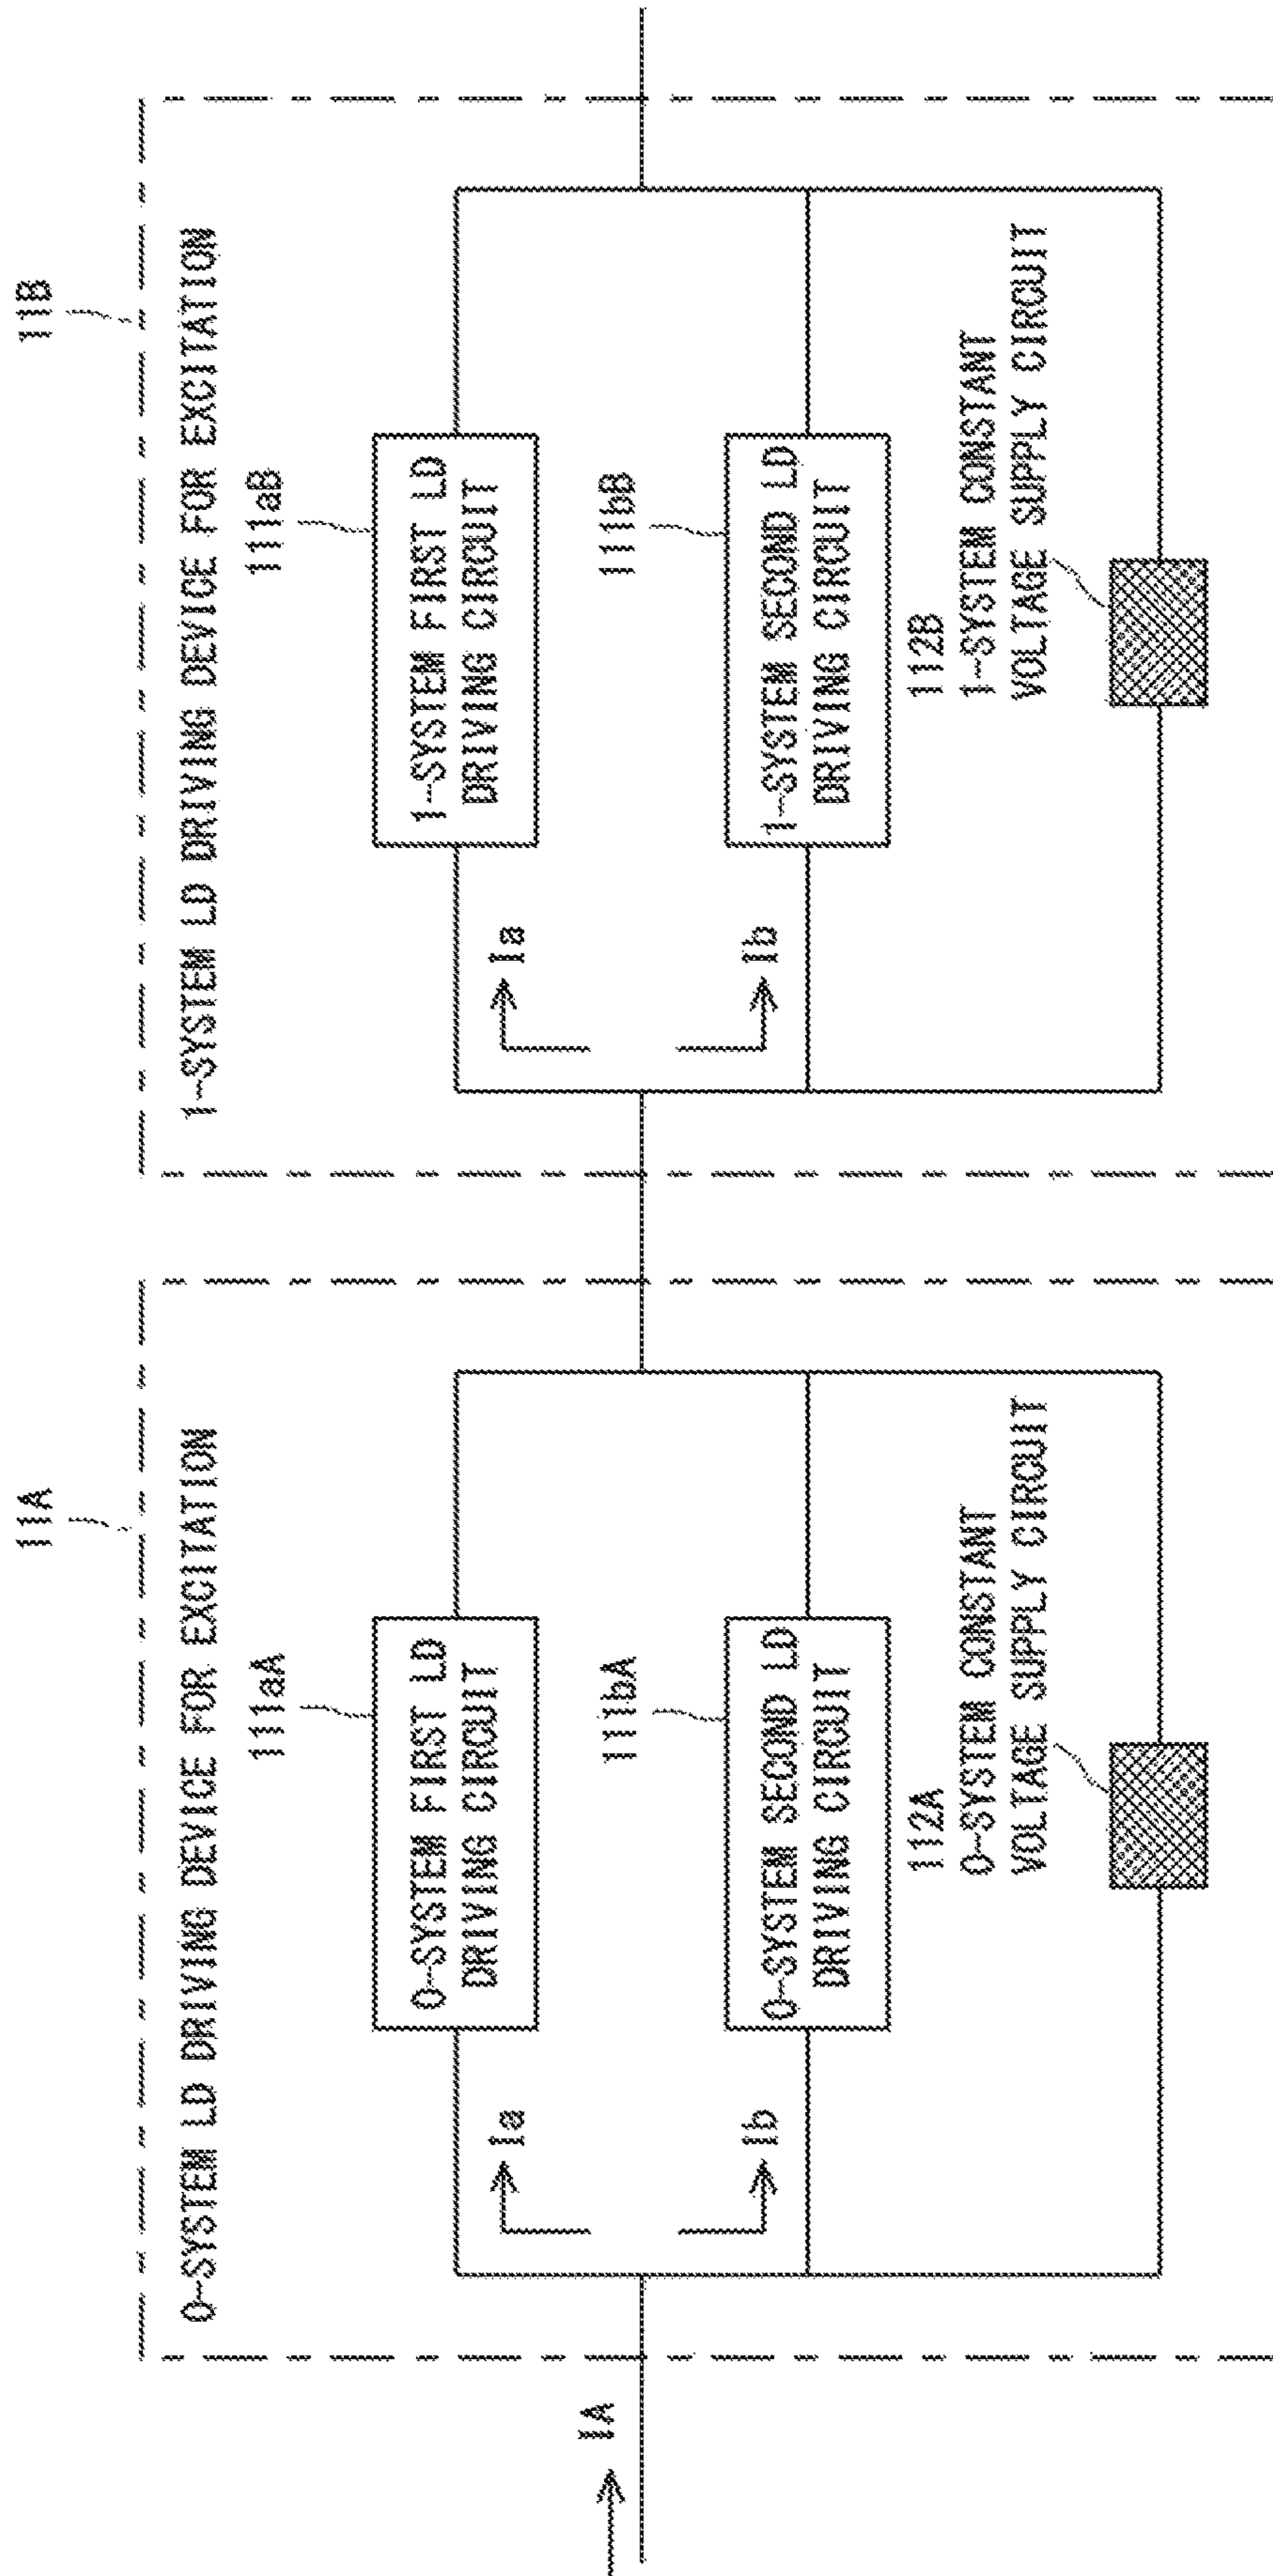 11A
0-SYSTEM LD DRIVING DEVICE FOR EXCITATION
111aA
0-SYSTEM FIRST LD
DRIVING CIRCUIT
Ia
111bA
0-SYSTEM SECOND LD
DRIVING CIRCUIT
Ib
IA
112A
0-SYSTEM CONSTANT
VOLTAGE SUPPLY CIRCUIT
11B
1-SYSTEM LD DRIVING DEVICE FOR EXCITATION
111aB
1-SYSTEM FIRST LD
DRIVING CIRCUIT
Ia
111bB
1-SYSTEM SECOND LD
DRIVING CIRCUIT
Ib
112B
1-SYSTEM CONSTANT
VOLTAGE SUPPLY CIRCUIT